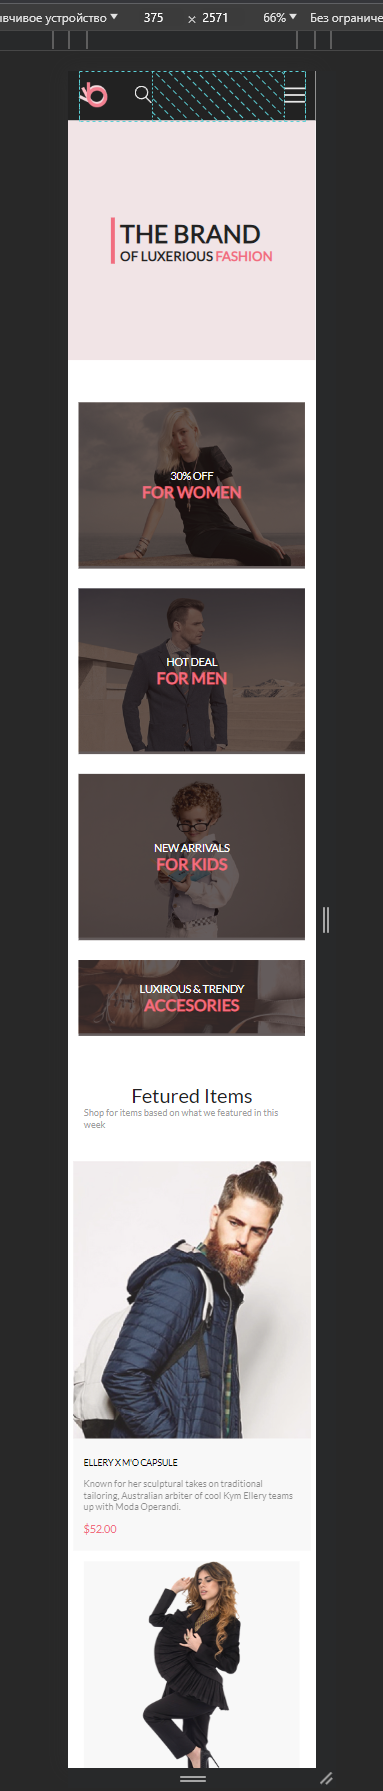 ывчивое устройство 375 × 2571 66% Без ограниче
THE BRAND
OF LUXERIOUS FASHION
30% OFF
FOR WOMEN
HOT DEAL
FOR MEN
NEW ARRIVALS
FOR KIDS
LUXIROUS & TRENDY
ACCESORIES
Fetured Items
Shop for items based on what we featured in this
week
ELLERY X M'O CAPSULE
Known for her sculptural takes on traditional
tailoring, Australian arbiter of cool Kym Ellery teams
up with Moda Operandi.
$52.00